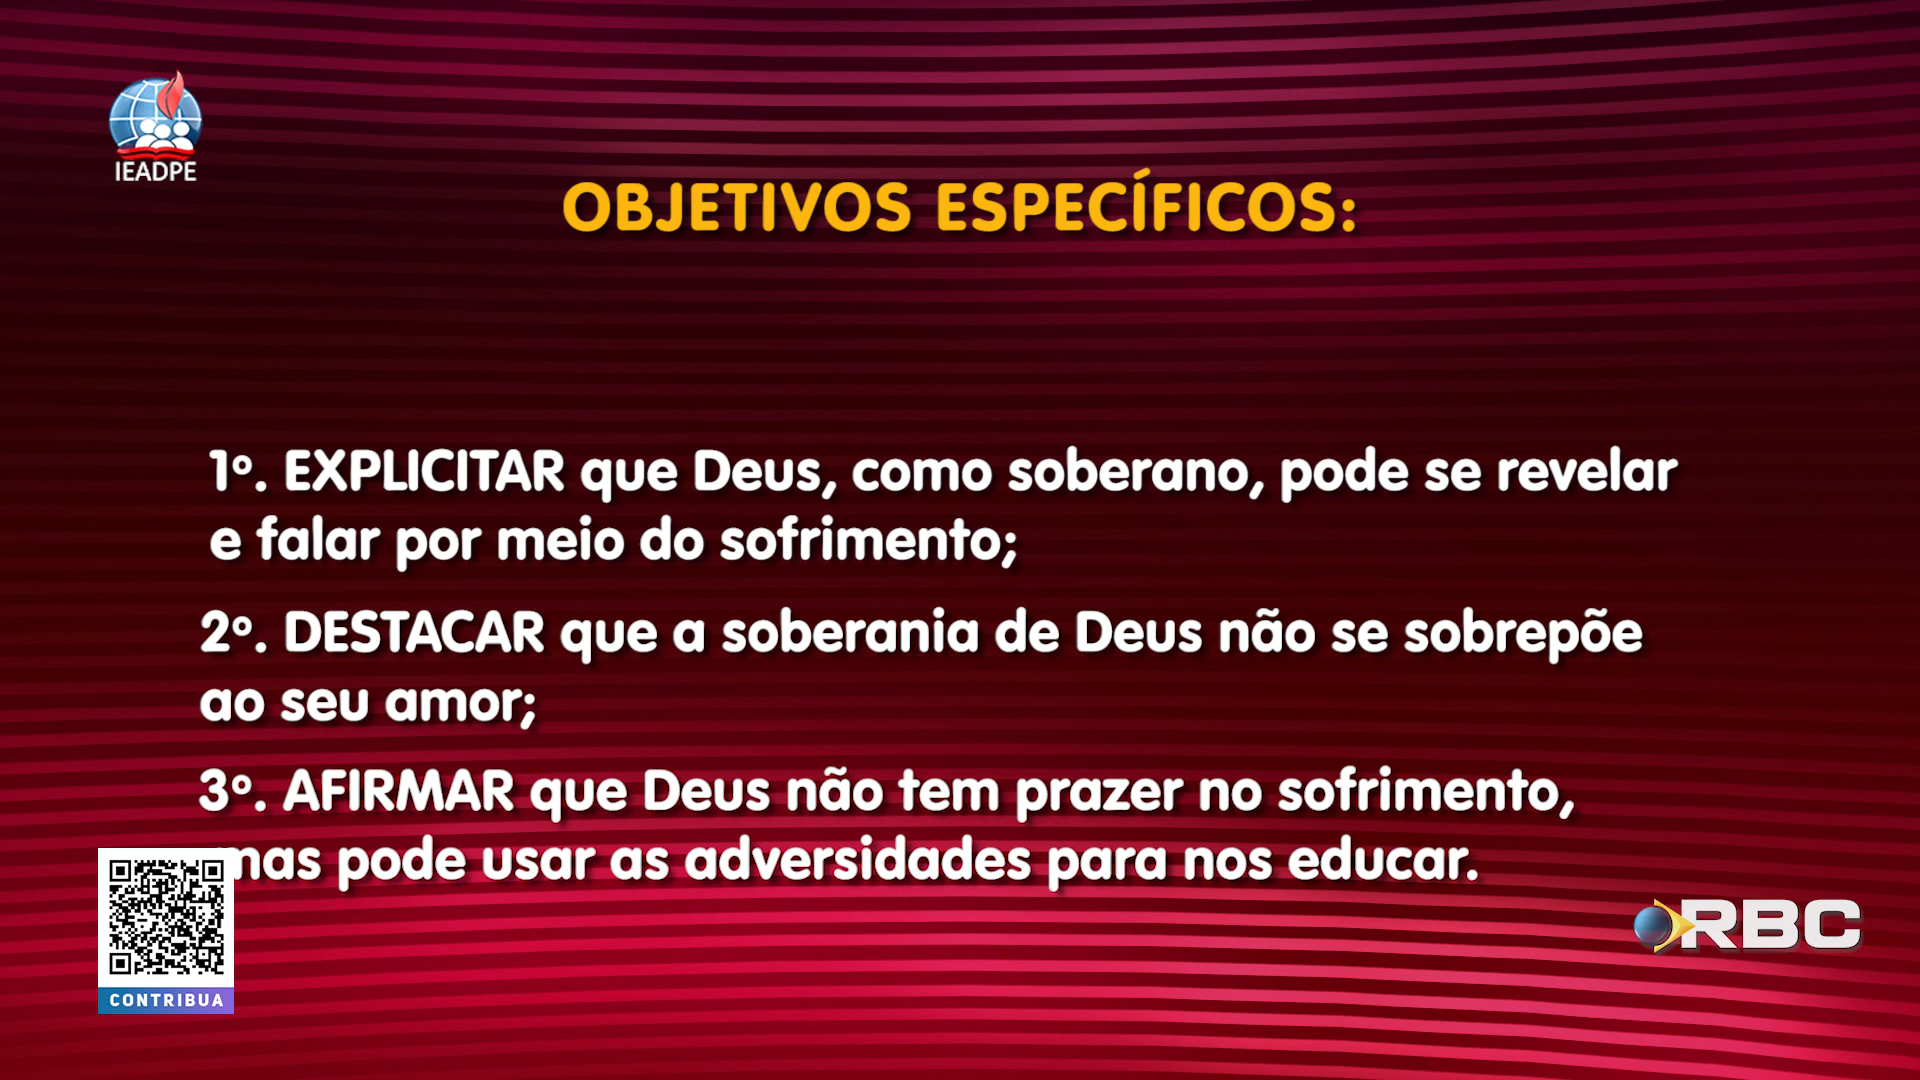 IEADPE
OBJETIVOS ESPECÍFICOS:
1º. EXPLICITAR que Deus, como soberano, pode se revelar
e falar por meio do sofrimento;
2º. DESTACAR que a soberania de Deus não se sobrepõe
ao seu amor;
3º. AFIRMAR que Deus não tem prazer no sofrimento,
mas pode usar as adversidades para nos educar.
RBC
CONTRIBUA